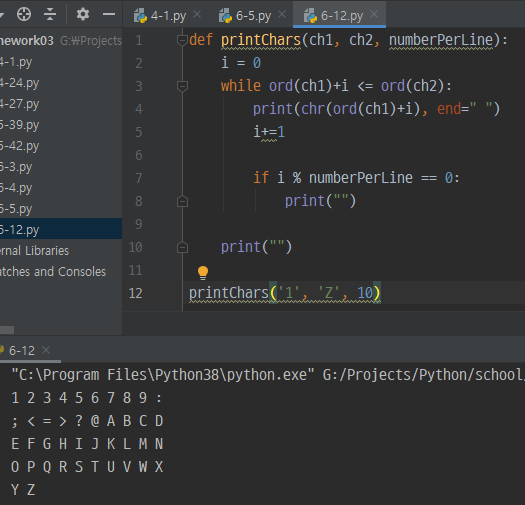 4-1.py × 6-5.py × 6-12.py ×
nework03 G:₩Projects
4-1.py
4-24.py
4-27.py
5-39.py
5-42.py
6-3.py
6-4.py
6-5.py
6-12.py
ernal Libraries
atches and Consoles
1 def printChars(ch1, ch2, numberPerLine):
2 i = 0
3 while ord(ch1)+i <= ord(ch2):
4 print(chr(ord(ch1)+i), end=" ")
5 i+=1
6
7 if i % numberPerLine == 0:
8 print("")
9
10 print("")
11
12 printChars('1', 'Z', 10)
6-12 ×
"C:\Program Files\Python38\python.exe" G:/Projects/Python/school
1 2 3 4 5 6 7 8 9 :
; < = > ? @ A B C D
E F G H I J K L M N
O P Q R S T U V W X
Y Z